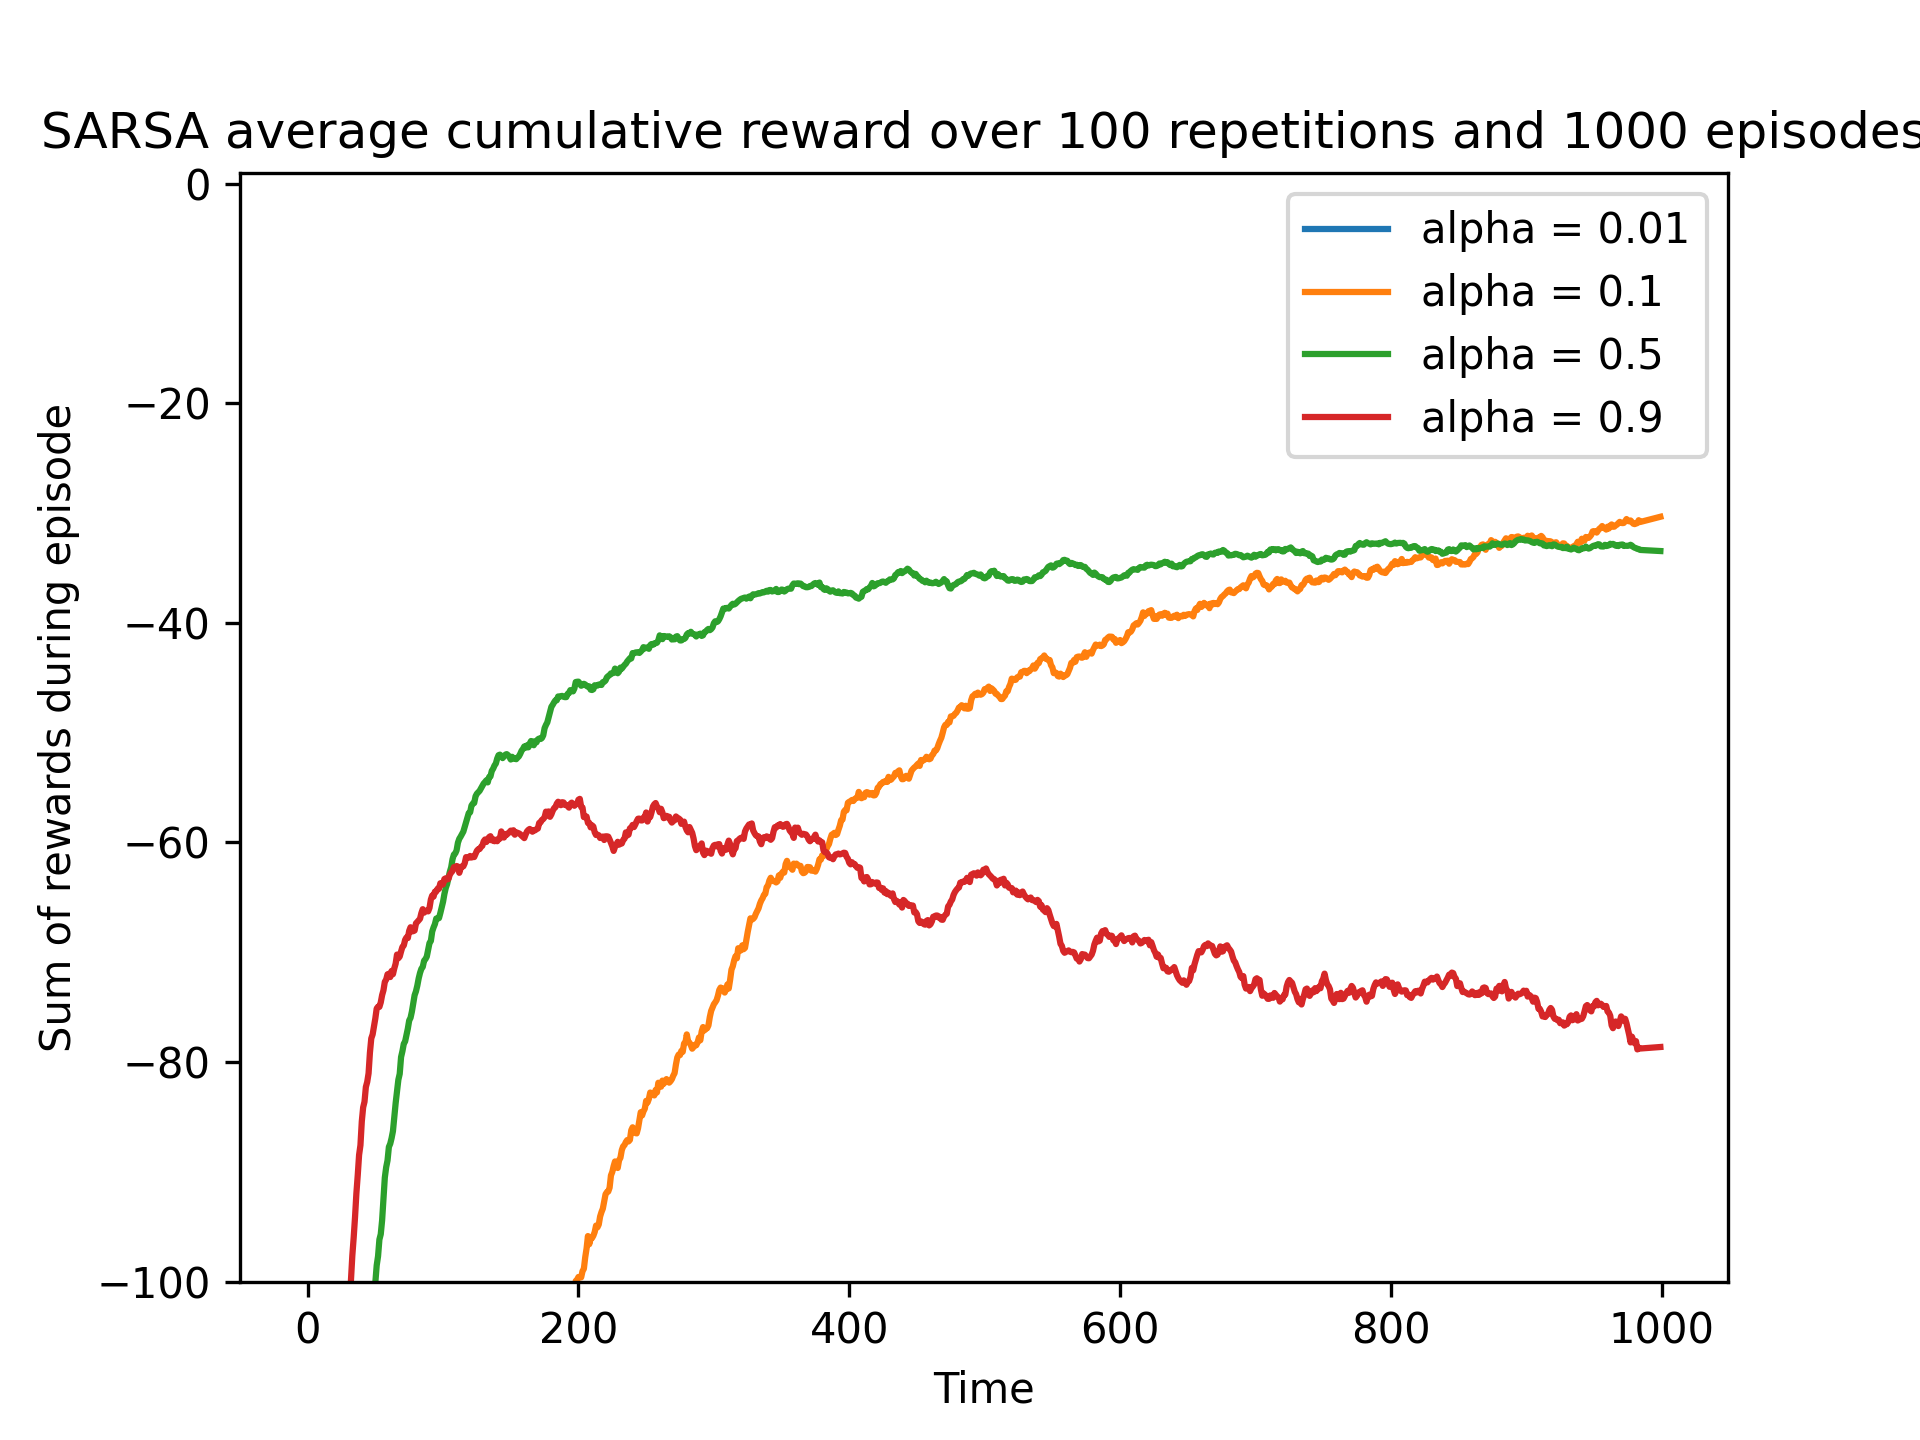 SARSA average cumulative reward over 100 repetitions and 1000 episodes
0
−20
−40
−60
−80
−100
Sum of rewards during episode
alpha = 0.01
alpha = 0.1
alpha = 0.5
alpha = 0.9
0 200 400 600 800 1000
Time